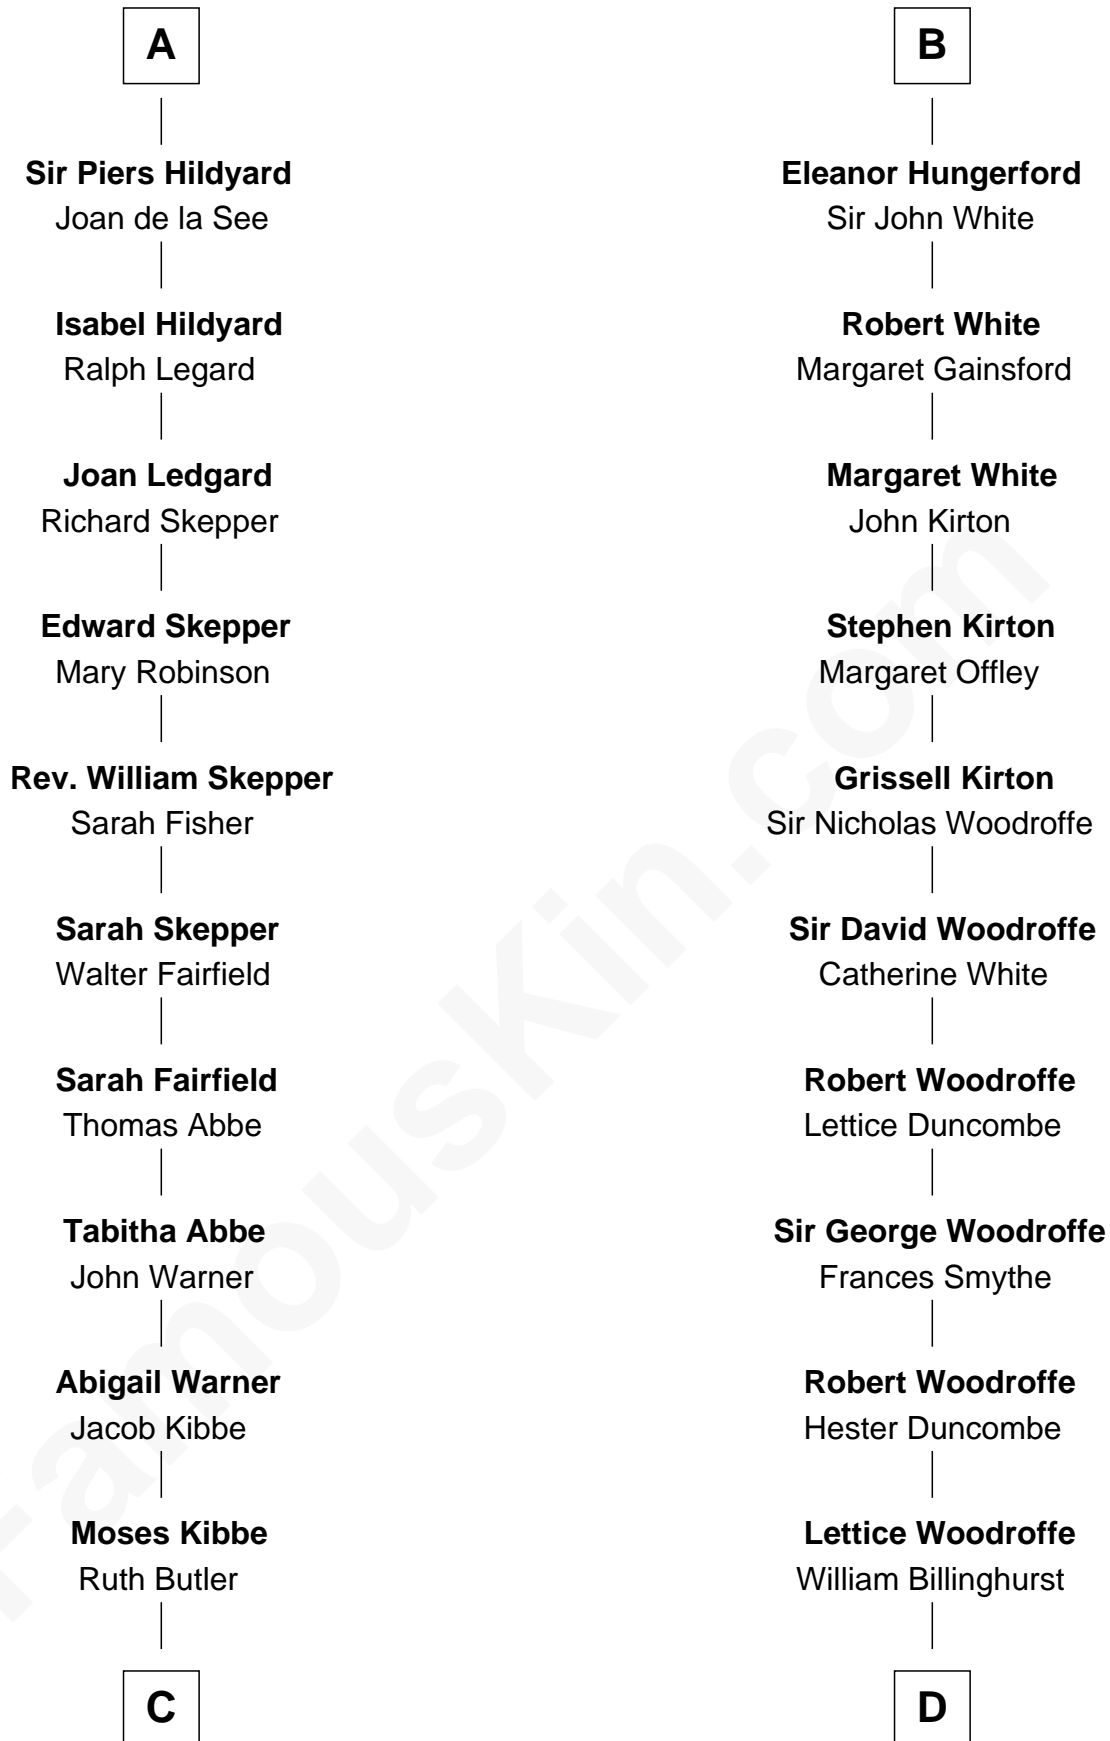 A
Sir Piers Hildyard
Joan de la See
Isabel Hildyard
Ralph Legard
Joan Ledgard
Richard Skepper
Edward Skepper
Mary Robinson
Rev. William Skepper
Sarah Fisher
Sarah Skepper
Walter Fairfield
Sarah Fairfield
Thomas Abbe
Tabitha Abbe
John Warner
Abigail Warner
Jacob Kibbe
Moses Kibbe
Ruth Butler
C
B
Eleanor Hungerford
Sir John White
Robert White
Margaret Gainsford
Margaret White
John Kirton
Stephen Kirton
Margaret Offley
Grissell Kirton
Sir Nicholas Woodroffe
Sir David Woodroffe
Catherine White
Robert Woodroffe
Lettice Duncombe
Sir George Woodroffe
Frances Smythe
Robert Woodroffe
Hester Duncombe
Lettice Woodroffe
William Billinghurst
D
FamousKin.com